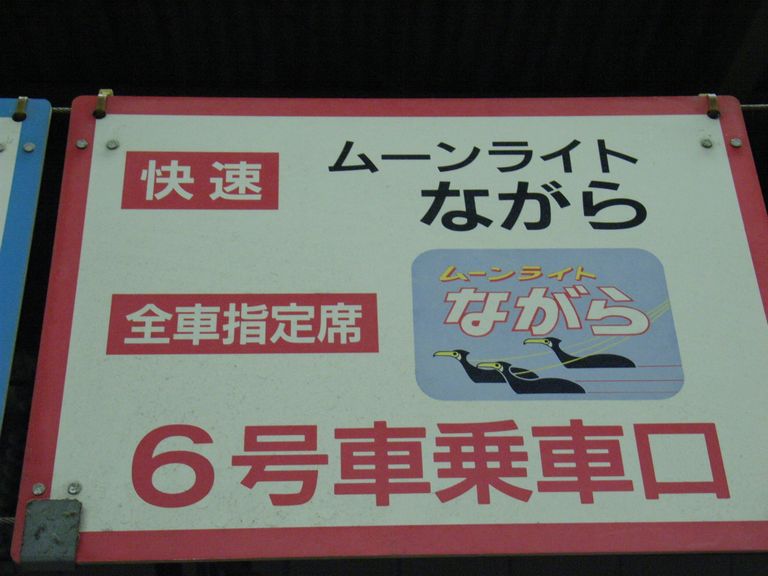 快速
ムーンライト
ながら
全車指定席
ムーンライト
ながら
6号車乗車口